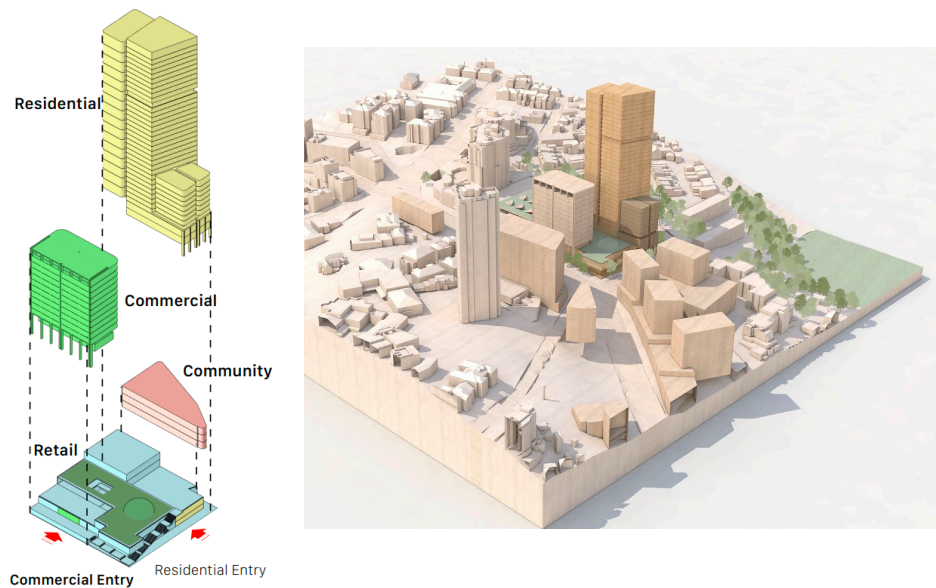 Residential
Commercial
Community
Retail
Commercial Entry
Residential Entry